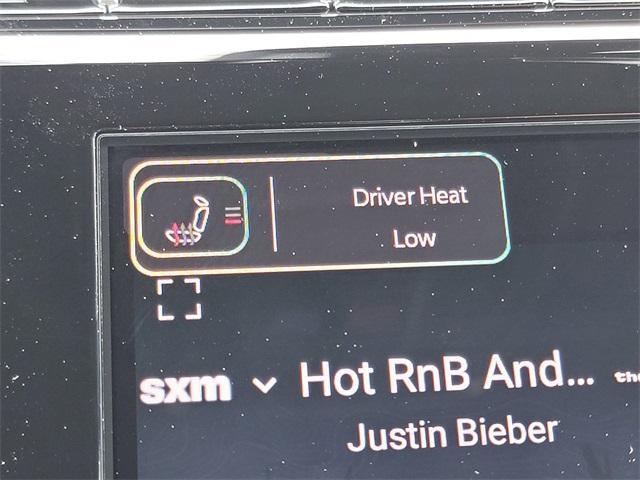 Driver Heat
Low
sxm Hot RnB And...
Justin Bieber